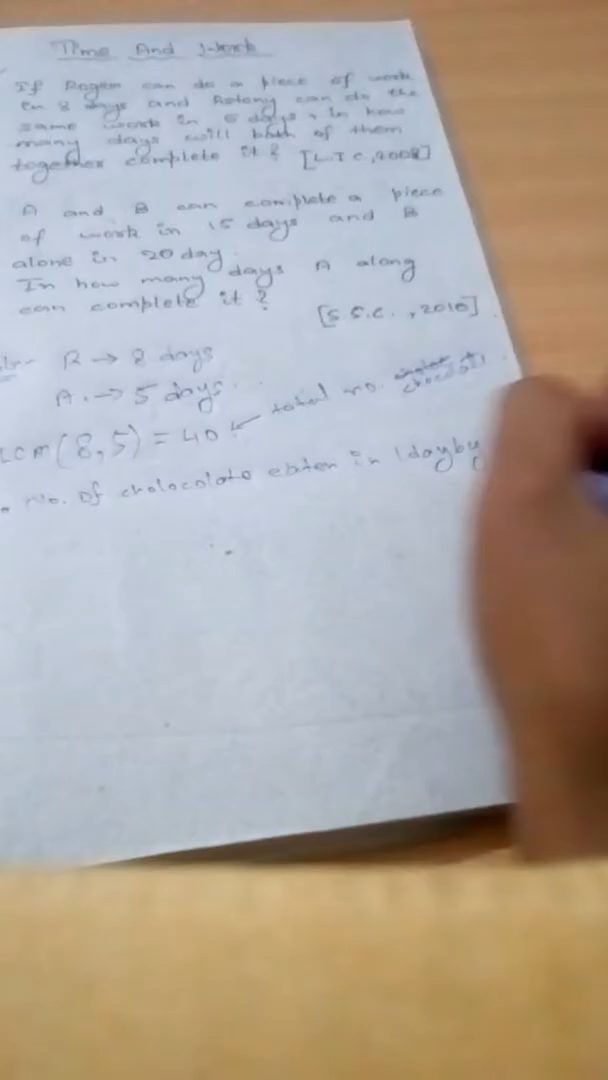 Time And Work
If Rogem can do a piece of work
in 8 days and Antony can do the
same work in 5 days, in how
many days will both of them
together complete it? [L.I.C, 2008]
A and B can complete a piece
of work in 15 days and B
alone in 20 day.
In how many days A along
can complete it?
[S.S.C., 2010]
R → 8 days
A. → 5 days.
LCM (8,5) = 40 ← total no. chocolate
No. of cholocolate eaten in 1 day by